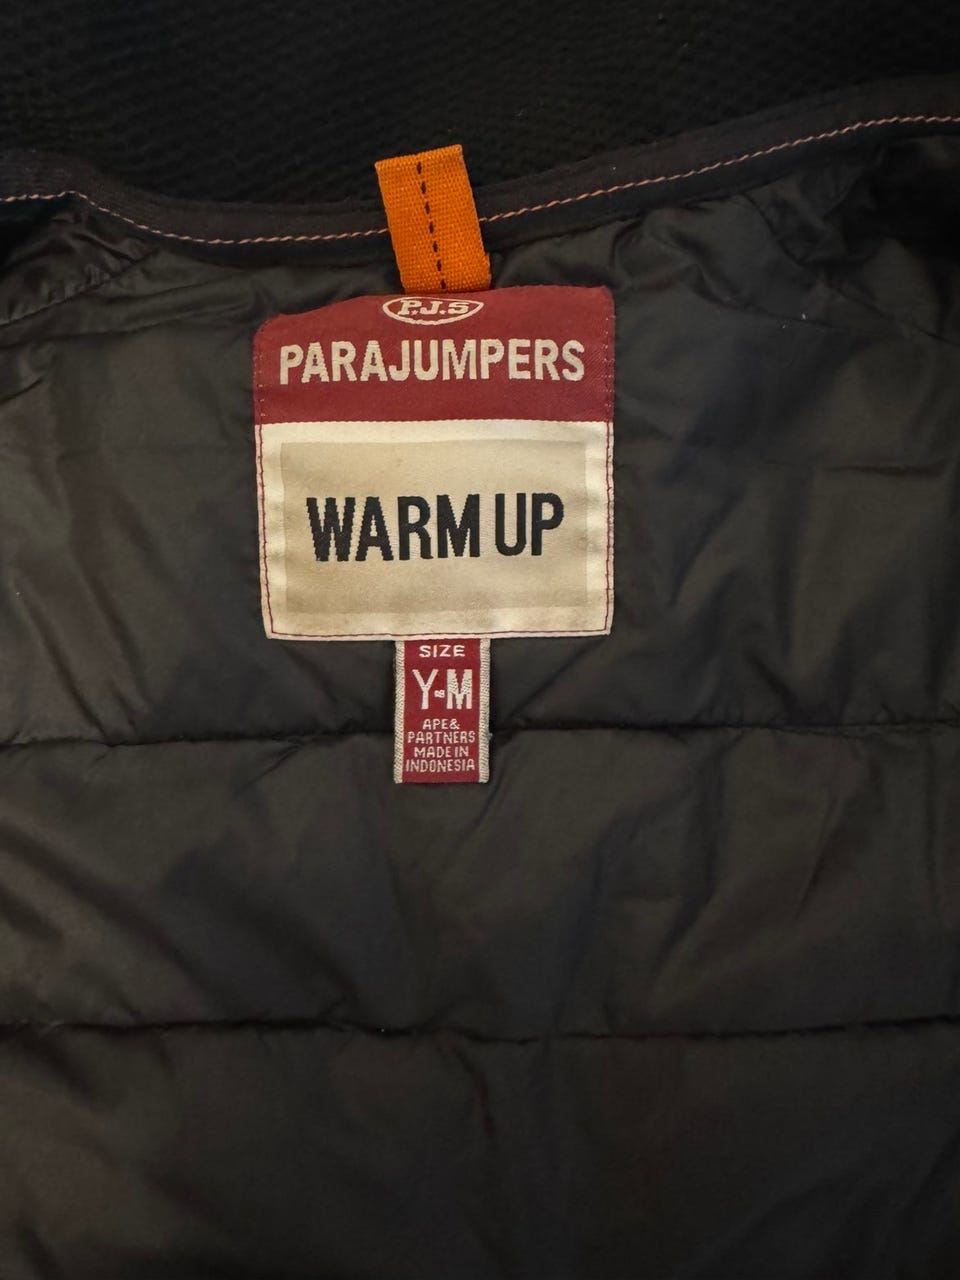 P.J.S
PARAJUMPERS
WARM UP
SIZE
Y-M
APE&
PARTNERS
MADE IN
INDONESIA